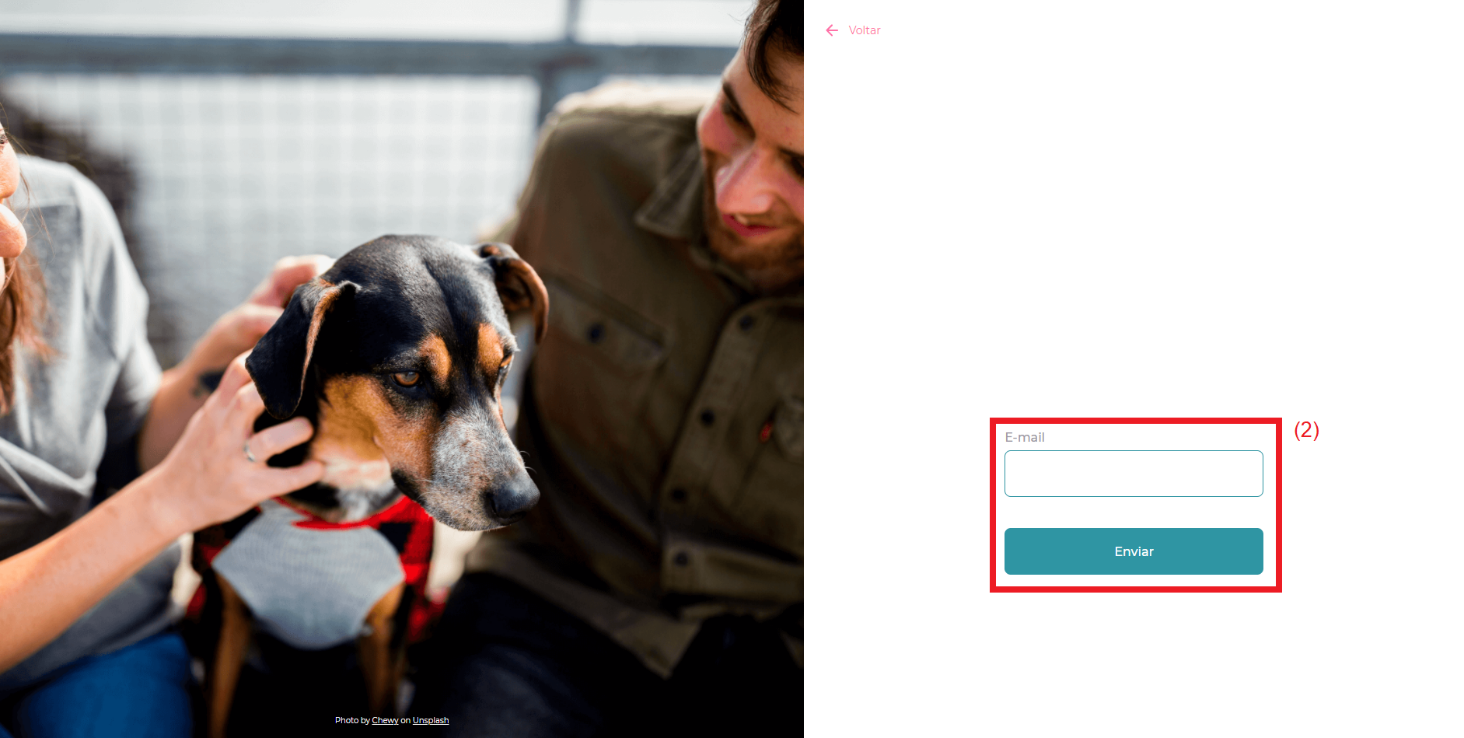 Voltar
E-mail
(2)
Enviar
Photo by Chewy on Unsplash